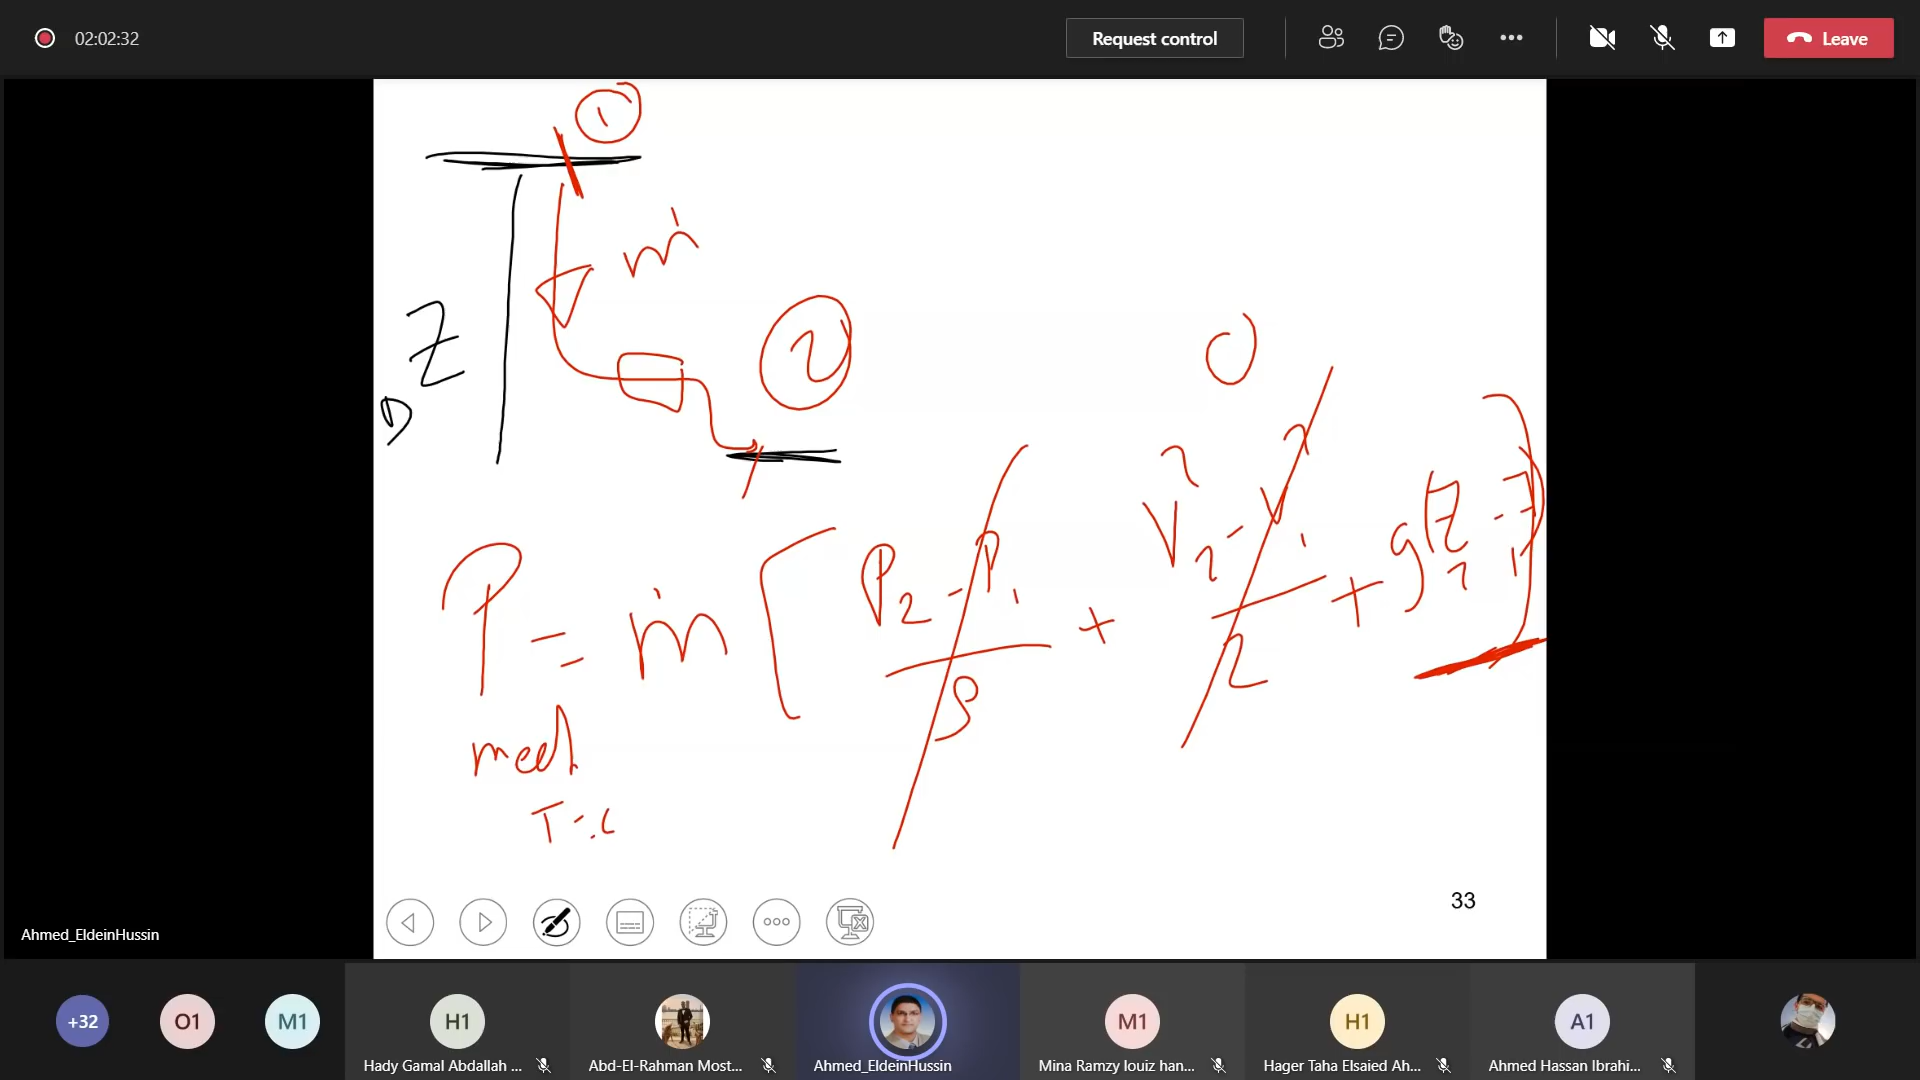 02:02:32
Request control
Leave
1
ṁ
Z
2
D
0
P = ṁ [ P2 - P1 / ρ + V2² - V1² / 2 + g(Z2 - Z1) ]
mech
33
Ahmed_EldeinHussin
+32
O1
M1
H1
M1
H1
A1
Hady Gamal Abdallah ...
Abd-El-Rahman Most...
Ahmed_EldeinHussin
Mina Ramzy louiz han...
Hager Taha Elsaied Ah...
Ahmed Hassan Ibrahi...